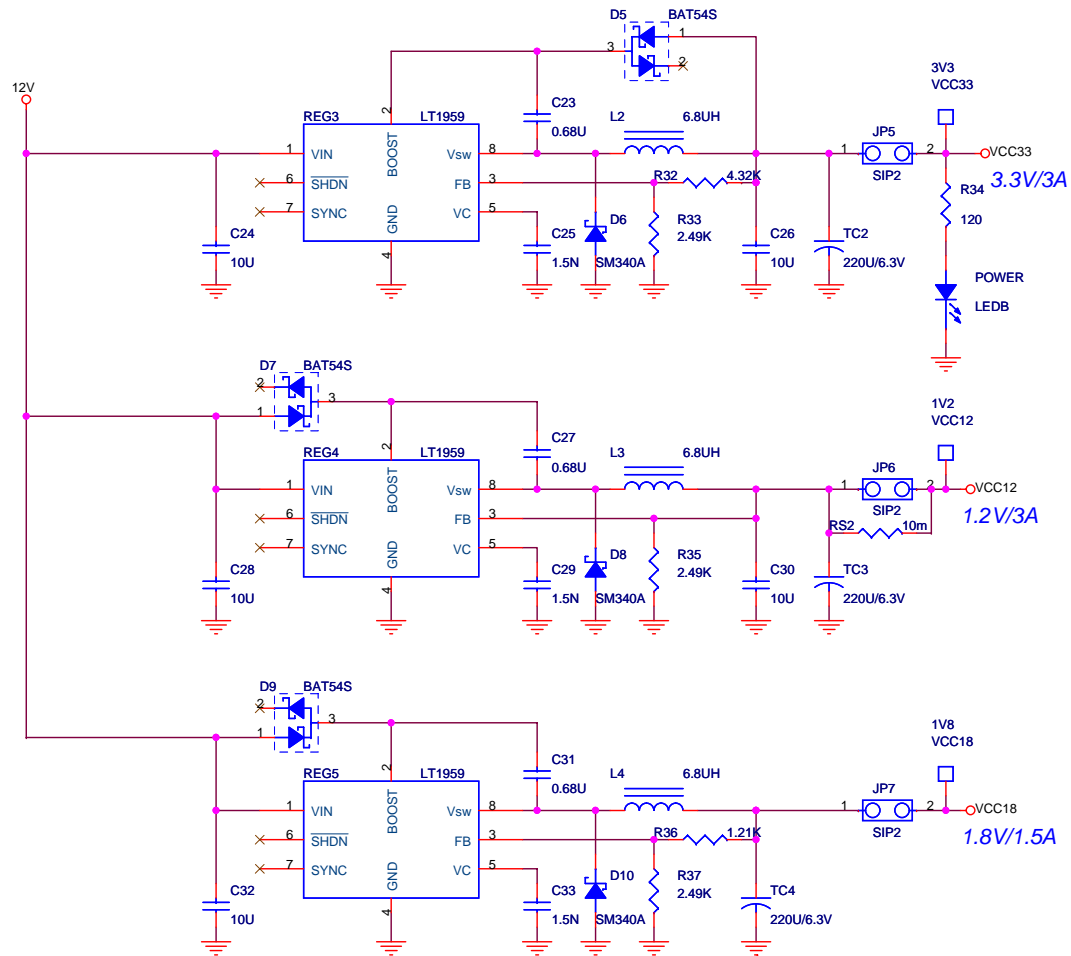 D5 BAT54S
1
3
2
12V
3V3
VCC33
2
C23
0.68U
REG3 LT1959
L2 6.8UH
JP5
1 VIN
BOOST
Vsw 8
1 2
VCC33
SIP2
6 SHDN
FB 3
R32 4.32K
3.3V/3A
7 SYNC
GND
VC 5
R34
120
4
C24
10U
C25
1.5N
D6
SM340A
R33
2.49K
C26
10U
TC2
220U/6.3V
POWER
LEDB
D7 BAT54S
2
1
3
1V2
VCC12
2
C27
0.68U
REG4 LT1959
L3 6.8UH
JP6
1 VIN
BOOST
Vsw 8
1 2
VCC12
SIP2
6 SHDN
FB 3
1.2V/3A
RS2 10m
7 SYNC
GND
VC 5
4
C28
10U
C29
1.5N
D8
SM340A
R35
2.49K
C30
10U
TC3
220U/6.3V
D9 BAT54S
2
1
3
1V8
VCC18
2
C31
0.68U
REG5 LT1959
L4 6.8UH
JP7
1 VIN
BOOST
Vsw 8
1 2
VCC18
SIP2
6 SHDN
FB 3
R36 1.21K
1.8V/1.5A
7 SYNC
GND
VC 5
4
C32
10U
C33
1.5N
D10
SM340A
R37
2.49K
TC4
220U/6.3V